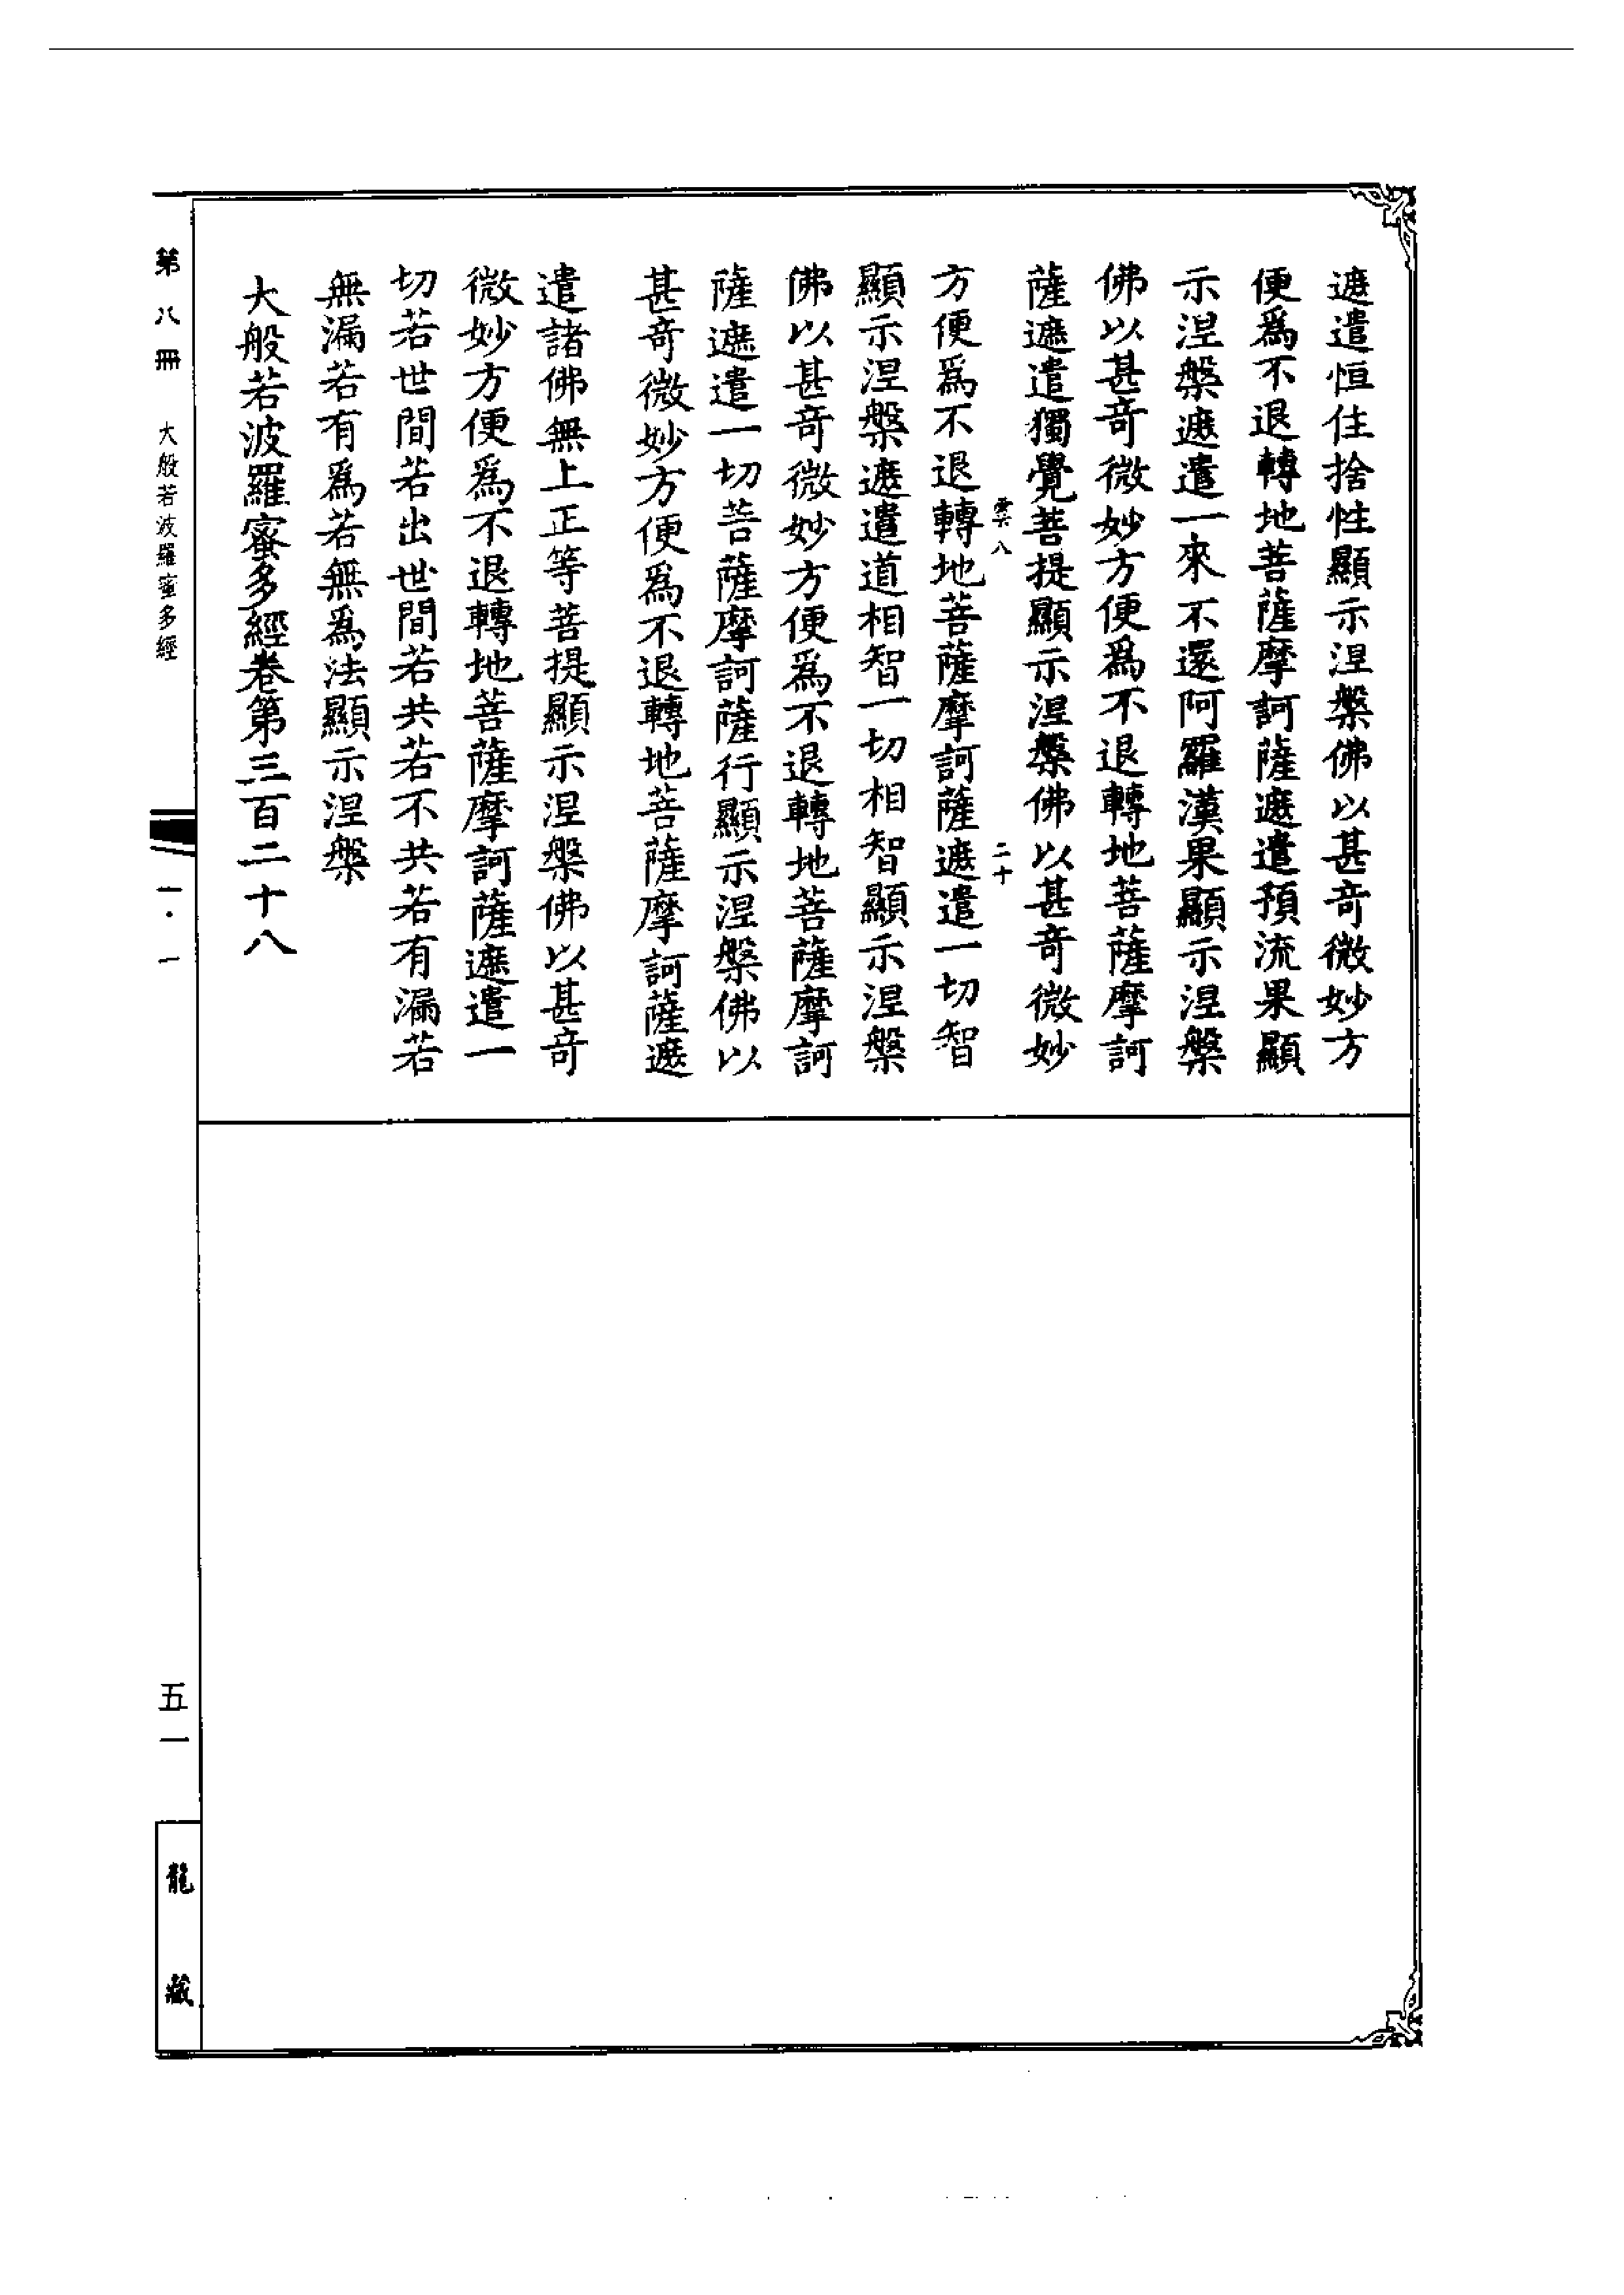 遮遣恒住捨性顯示涅槃佛以甚奇微妙方
便爲不退轉地菩薩摩訶薩遮遣預流果顯
示涅槃遮遣一來不還阿羅漢果顯示涅槃
佛以甚奇微妙方便爲不退轉地菩薩摩訶
薩遮遣獨覺菩提顯示涅槃佛以甚奇微妙
雲八 二十
方便爲不退轉地菩薩摩訶薩遮遣一切智
顯示涅槃遮遣道相智一切相智顯示涅槃
佛以甚奇微妙方便爲不退轉地菩薩摩訶
薩遮遣一切菩薩摩訶薩行顯示涅槃佛以
甚奇微妙方便爲不退轉地菩薩摩訶薩遮
遣諸佛無上正等菩提顯示涅槃佛以甚奇
微妙方便爲不退轉地菩薩摩訶薩遮遣一
切若世間若出世間若共若不共若有漏若
無漏若有爲若無爲法顯示涅槃
大般若波羅蜜多經卷第三百二十八
第八冊 大般若波羅蜜多經 一·一 五一 龍藏